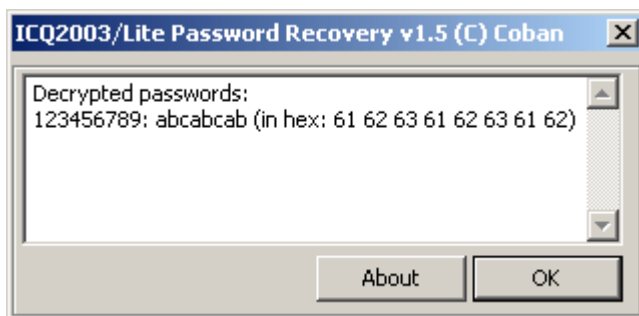 ICQ2003/Lite Password Recovery v1.5 (C) Coban
Decrypted passwords:
123456789: abcabcab (in hex: 61 62 63 61 62 63 61 62)
About
OK